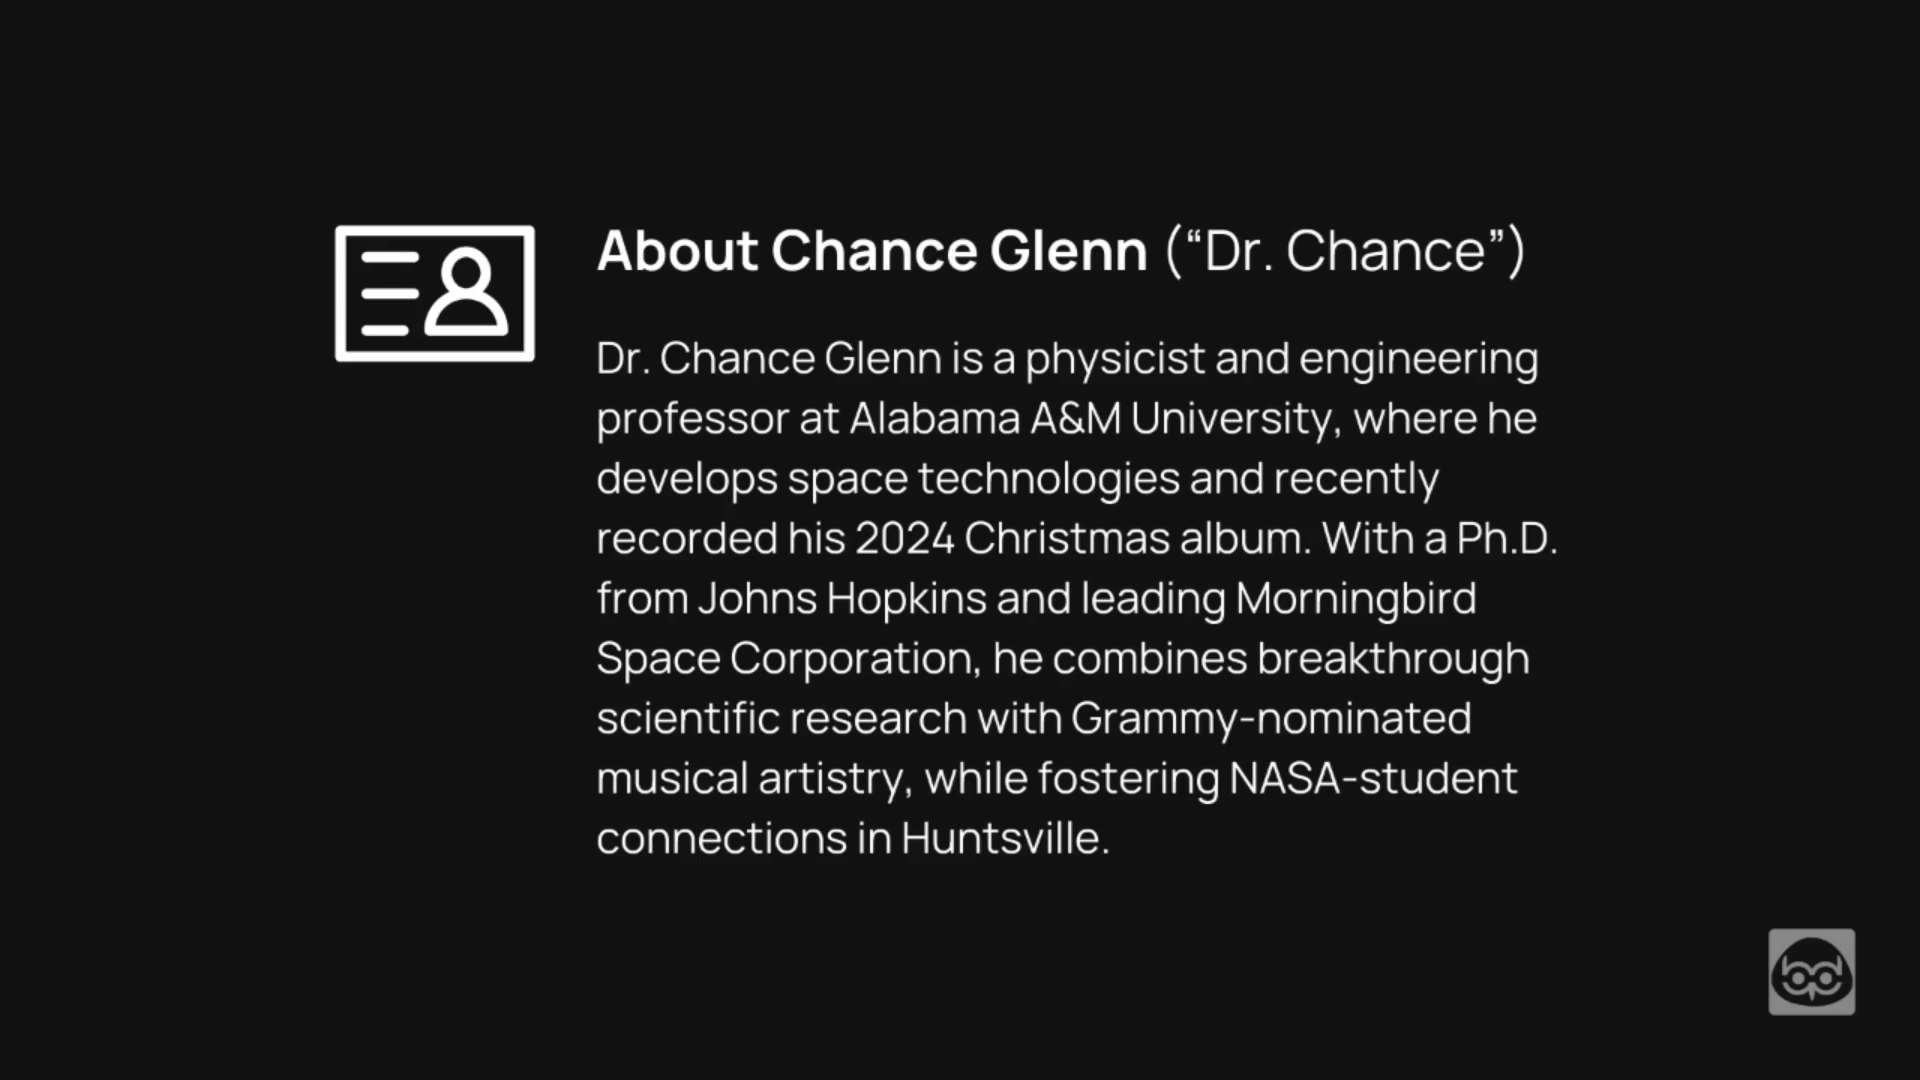 About Chance Glenn (“Dr. Chance”)
Dr. Chance Glenn is a physicist and engineering
professor at Alabama A&M University, where he
develops space technologies and recently
recorded his 2024 Christmas album. With a Ph.D.
from Johns Hopkins and leading Morningbird
Space Corporation, he combines breakthrough
scientific research with Grammy-nominated
musical artistry, while fostering NASA-student
connections in Huntsville.